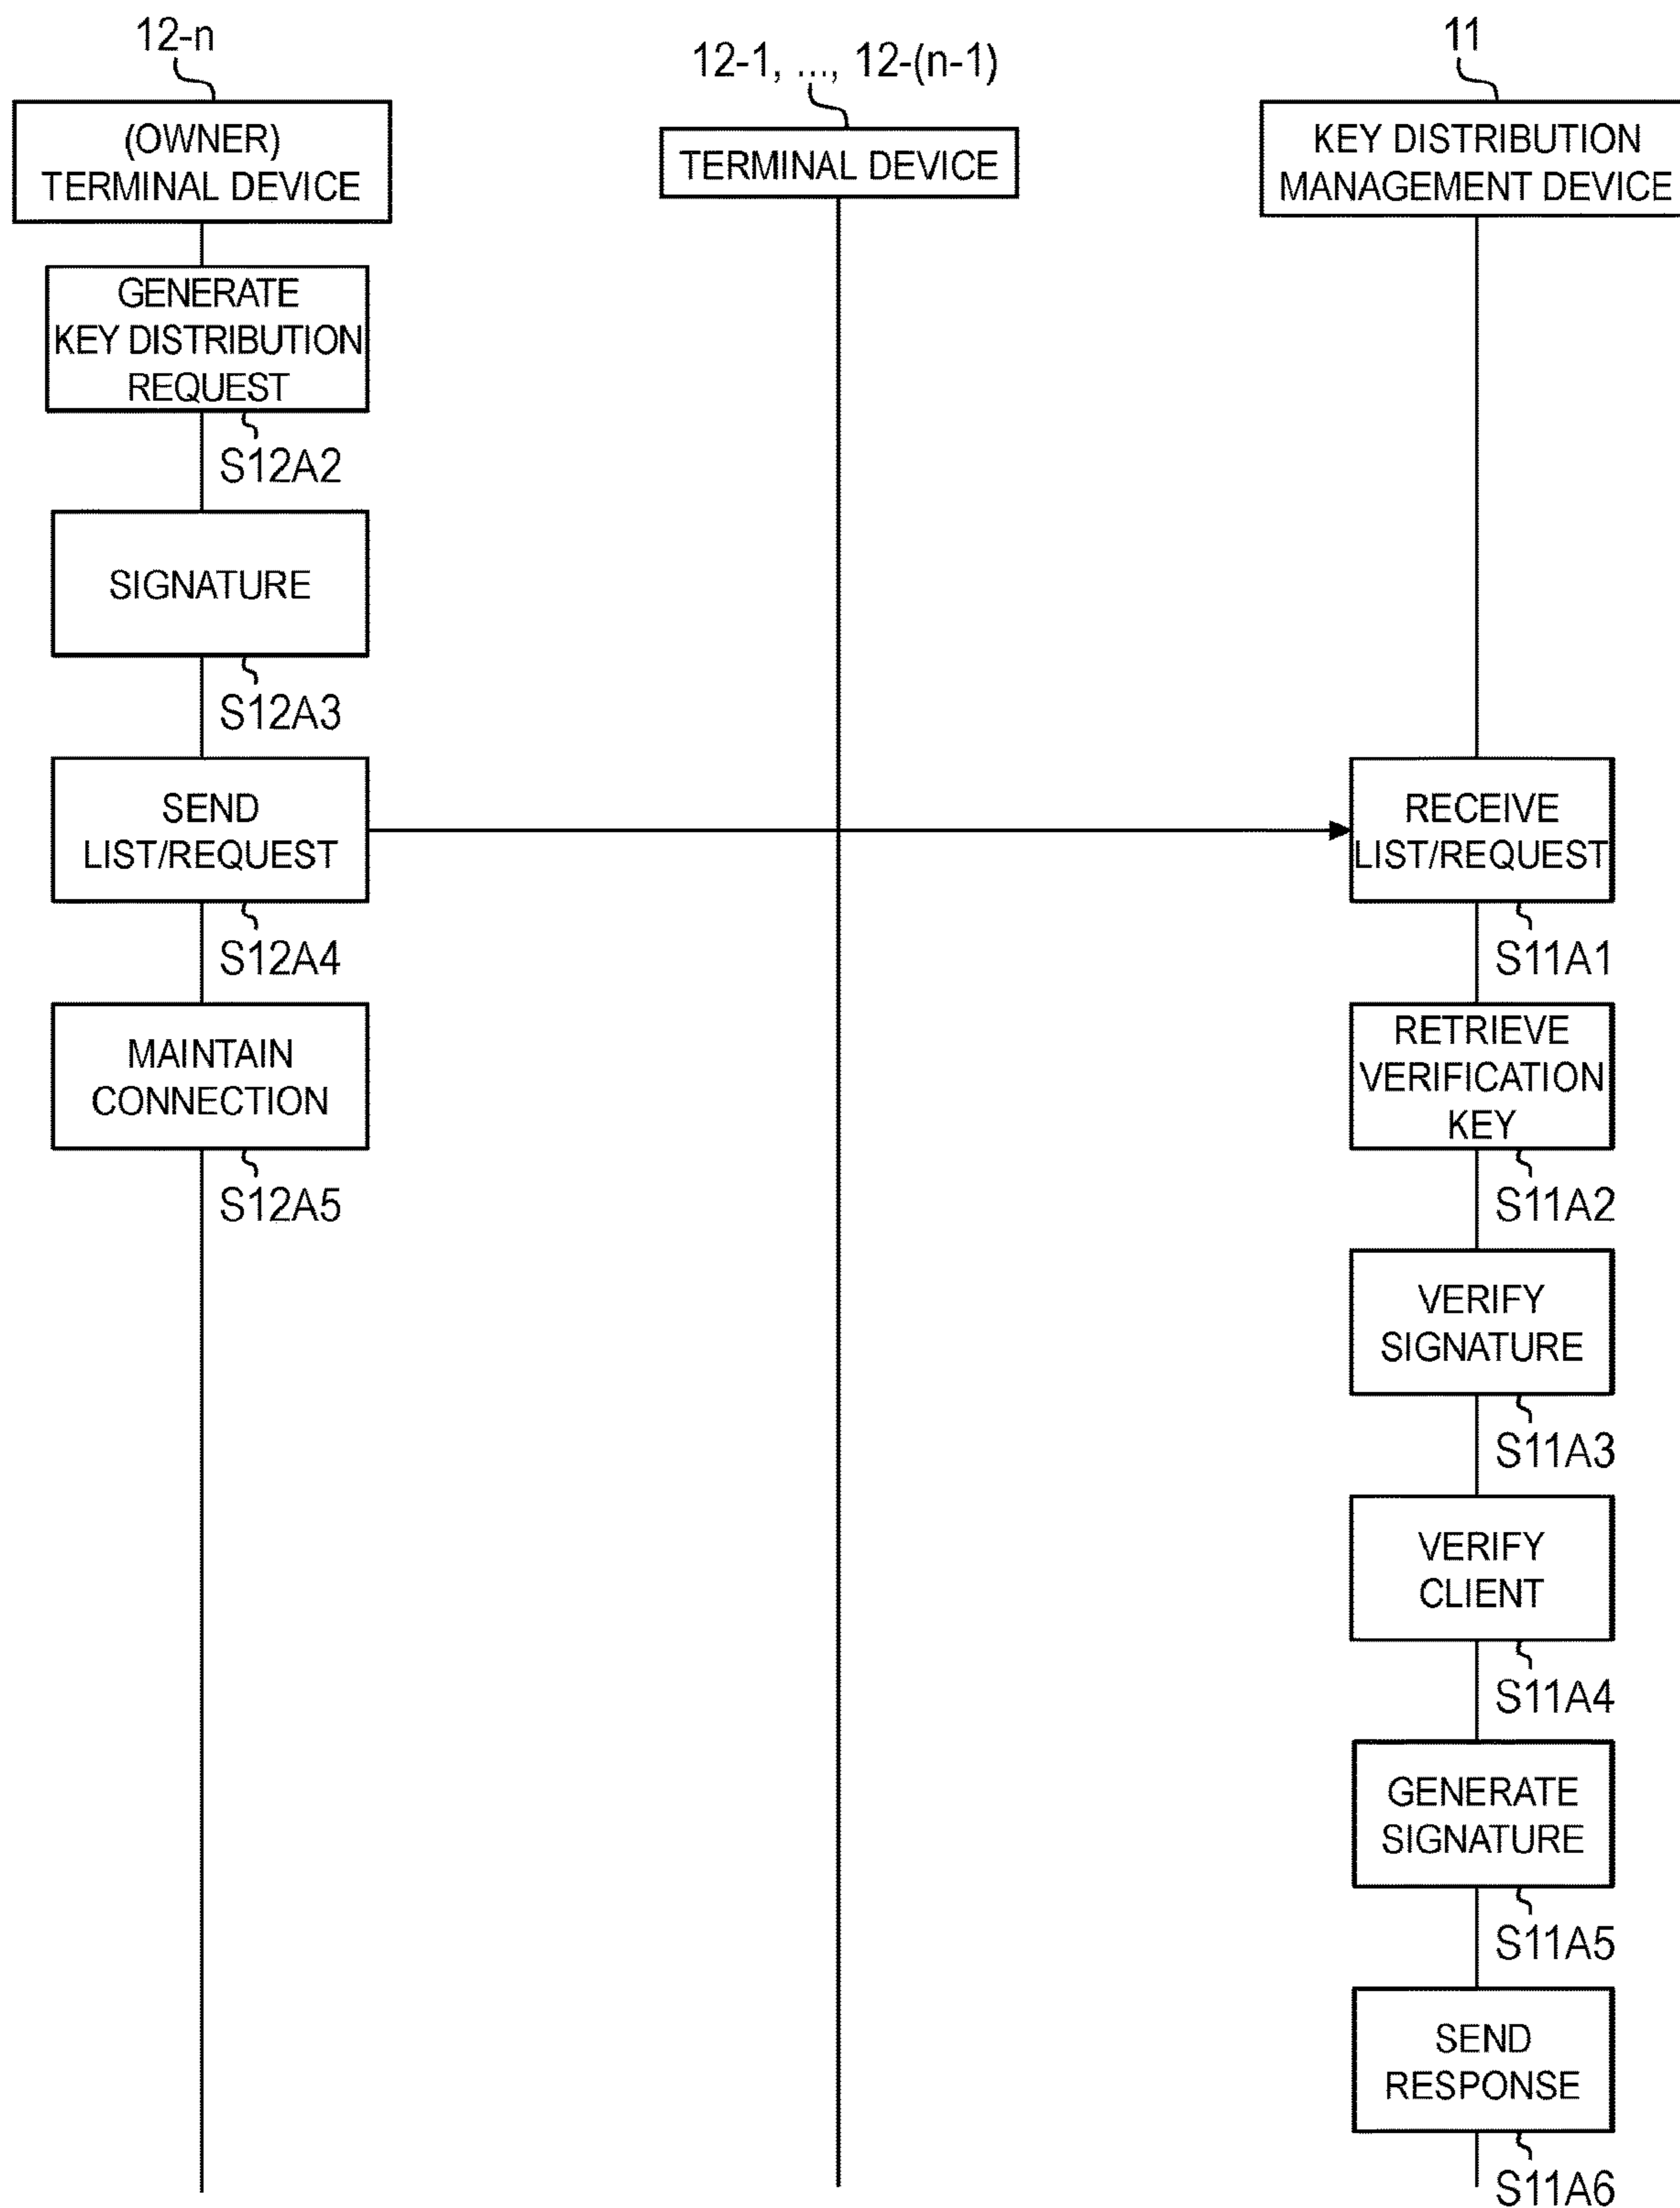 12-n
12-1, ..., 12-(n-1)
11
(OWNER)
TERMINAL DEVICE
TERMINAL DEVICE
KEY DISTRIBUTION
MANAGEMENT DEVICE
GENERATE
KEY DISTRIBUTION
REQUEST
S12A2
SIGNATURE
S12A3
SEND
LIST/REQUEST
S12A4
RECEIVE
LIST/REQUEST
S11A1
MAINTAIN
CONNECTION
S12A5
RETRIEVE
VERIFICATION
KEY
S11A2
VERIFY
SIGNATURE
S11A3
VERIFY
CLIENT
S11A4
GENERATE
SIGNATURE
S11A5
SEND
RESPONSE
S11A6